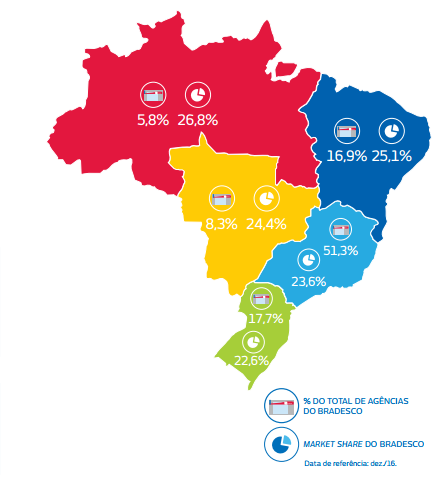 5,8% 26,8%
16,9% 25,1%
8,3% 24,4%
51,3%
23,6%
17,7%
22,6%
% DO TOTAL DE AGÊNCIAS
DO BRADESCO
MARKET SHARE DO BRADESCO
Data de referência: dez./16.